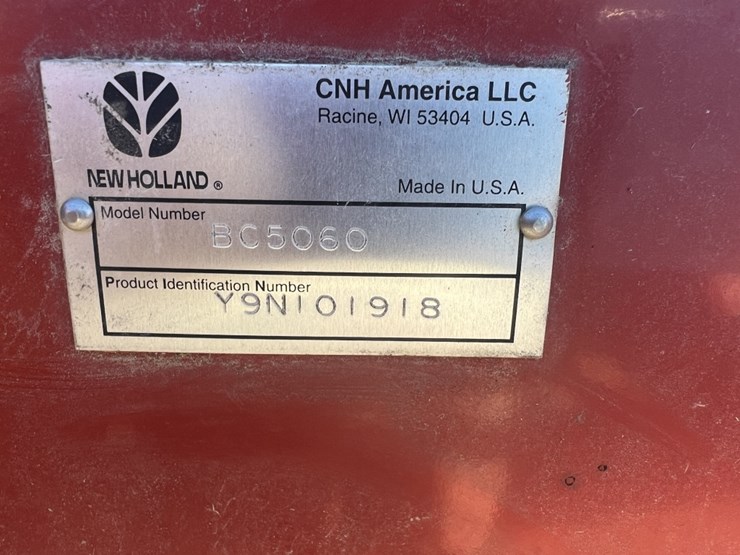 CNH America LLC
Racine, WI 53404 U.S.A.
NEW HOLLAND ®
Made In U.S.A.
Model Number
BC5060
Product Identification Number
Y9N101918